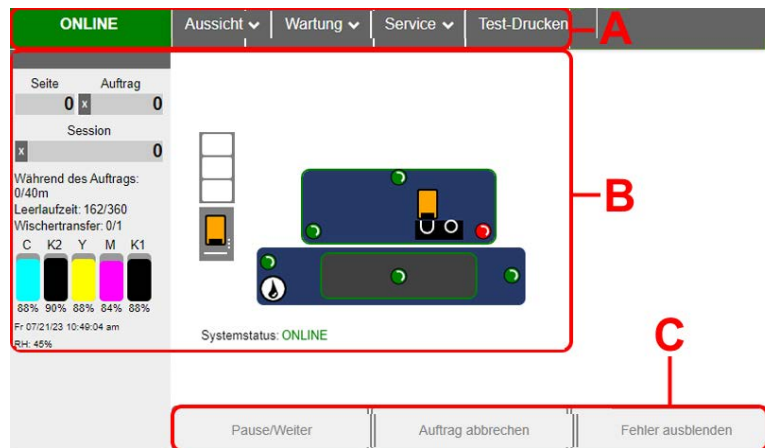 ONLINE Aussicht Wartung Service Test-Drucken
A
Seite Auftrag
0 x 0
Session
x 0
Während des Auftrags:
0/40m
Leerlaufzeit: 162/360
Wischertransfer: 0/1
C K2 Y M K1
88% 90% 88% 84% 88%
Fr 07/21/23 10:49:04 am
RH: 45%
B
Systemstatus: ONLINE
C
Pause/Weiter Auftrag abbrechen Fehler ausblenden